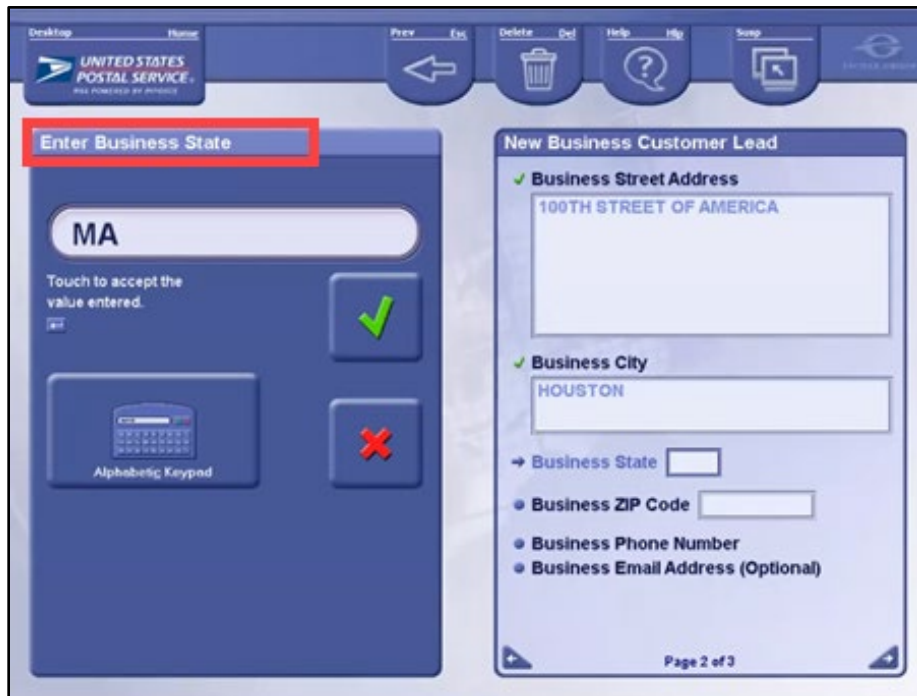 Desktop Home
Prev Esc
Delete Del
Help Hlp
Susp
UNITED STATES
POSTAL SERVICE
Enter Business State
MA
Touch to accept the
value entered.
Alphabetic Keypad
New Business Customer Lead
Business Street Address
100TH STREET OF AMERICA
Business City
HOUSTON
Business State
Business ZIP Code
Business Phone Number
Business Email Address (Optional)
Page 2 of 3